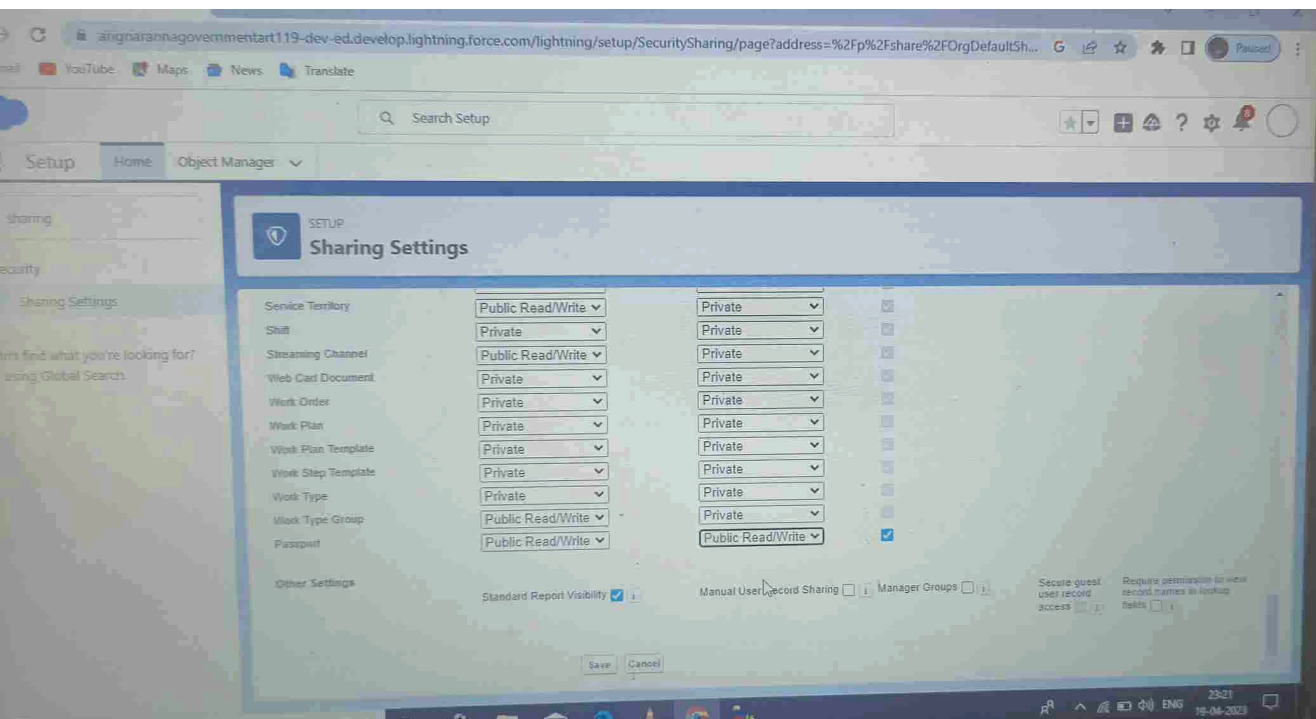 arignarannagovernmentart119-dev-ed.develop.lightning.force.com/lightning/setup/SecuritySharing/page?address=%2Fp%2Fshare%2FOrgDefaultSh...
G
Paused
YouTube Maps News Translate
Search Setup
8
Setup Home Object Manager
sharing
SETUP
Sharing Settings
ecurity
Sharing Settings
find what you're looking for?
using Global Search.
Service Territory Public Read/Write Private
Shift Private Private
Streaming Channel Public Read/Write Private
Web Cart Document Private Private
Work Order Private Private
Work Plan Private Private
Work Plan Template Private Private
Work Step Template Private Private
Work Type Private Private
Work Type Group Public Read/Write Private
Passport Public Read/Write Public Read/Write
Other Settings
Standard Report Visibility i
Manual User Record Sharing i Manager Groups i
Secure guest user record access i
Require permission to view record names in lookup fields i
Save Cancel
ENG
23:21
19-04-2023